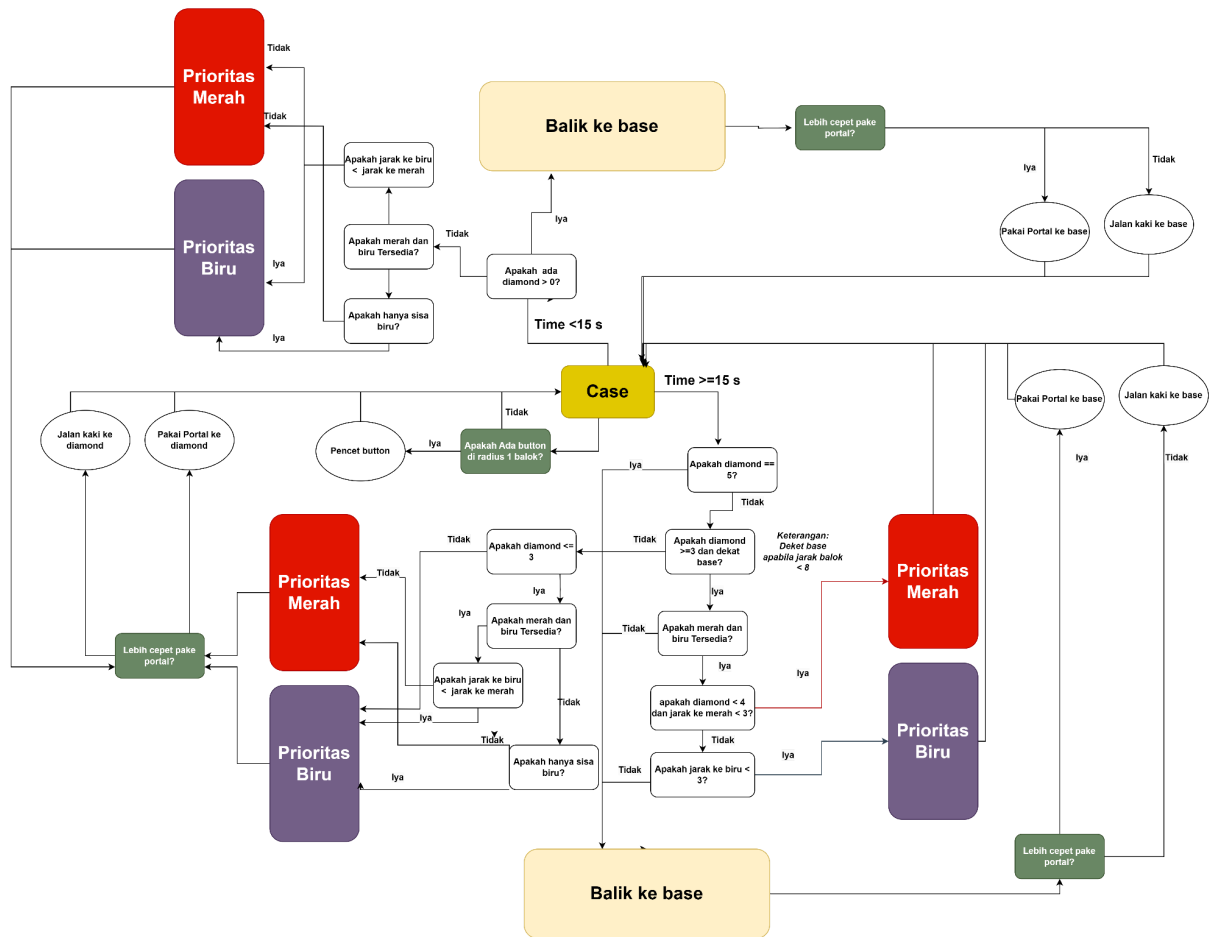 Tidak
Prioritas
Merah
Tidak
Apakah jarak ke biru
< jarak ke merah
Prioritas
Biru
Iya
Apakah merah dan
biru Tersedia?
Tidak
Apakah hanya sisa
biru?
Iya
Apakah ada
diamond > 0?
Iya
Balik ke base
Lebih cepet pake
portal?
Iya
Tidak
Pakai Portal ke base
Jalan kaki ke base
Time <15 s
Case
Time >=15 s
Jalan kaki ke
diamond
Pakai Portal ke
diamond
Pencet button
Iya
Tidak
Apakah Ada button
di radius 1 balok?
Iya
Apakah diamond ==
5?
Tidak
Pakai Portal ke base
Jalan kaki ke base
Iya
Tidak
Apakah diamond
>=3 dan dekat
base?
Keterangan:
Deket base
apabila jarak balok
< 8
Tidak
Apakah diamond <=
3
Tidak
Iya
Iya
Apakah merah dan
biru Tersedia?
Iya
Tidak
Apakah jarak ke biru
< jarak ke merah
Tidak
Iya
Apakah hanya sisa
biru?
Tidak
Iya
Prioritas
Merah
Prioritas
Biru
Lebih cepet pake
portal?
Apakah merah dan
biru Tersedia?
Tidak
Iya
apakah diamond < 4
dan jarak ke merah < 3?
Iya
Tidak
Apakah jarak ke biru <
3?
Tidak
Iya
Prioritas
Merah
Prioritas
Biru
Balik ke base
Lebih cepet pake
portal?